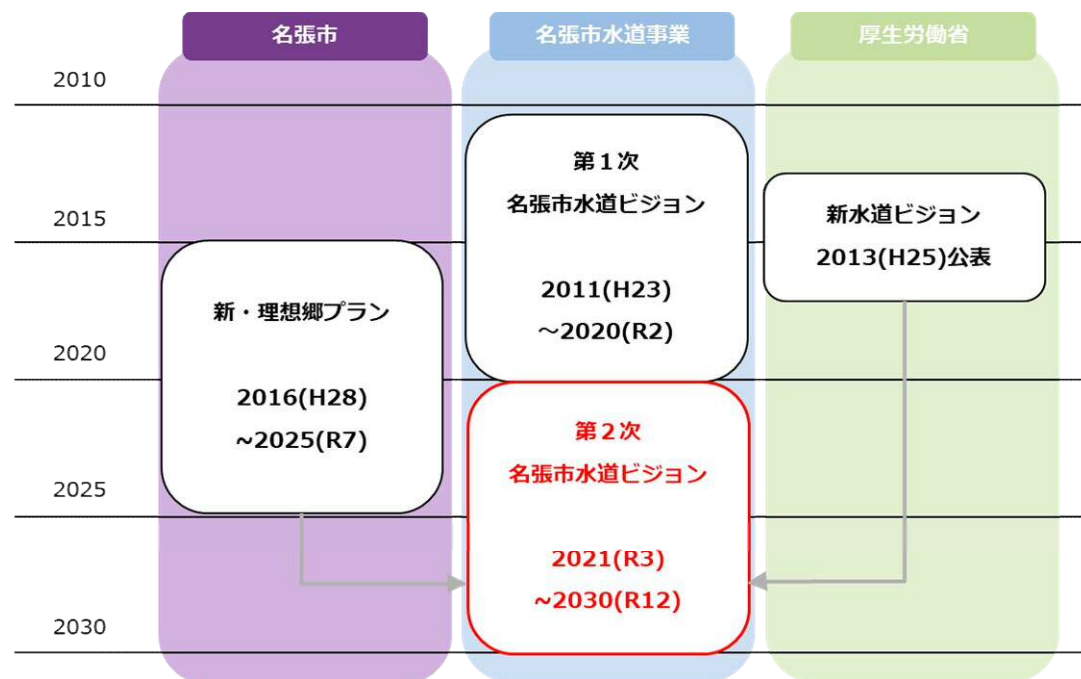 名張市
名張市水道事業
厚生労働省
2010
2015
2020
2025
2030
新・理想郷プラン
2016(H28)
~2025(R7)
第１次
名張市水道ビジョン
2011(H23)
～2020(R2)
第２次
名張市水道ビジョン
2021(R3)
~2030(R12)
新水道ビジョン
2013(H25)公表